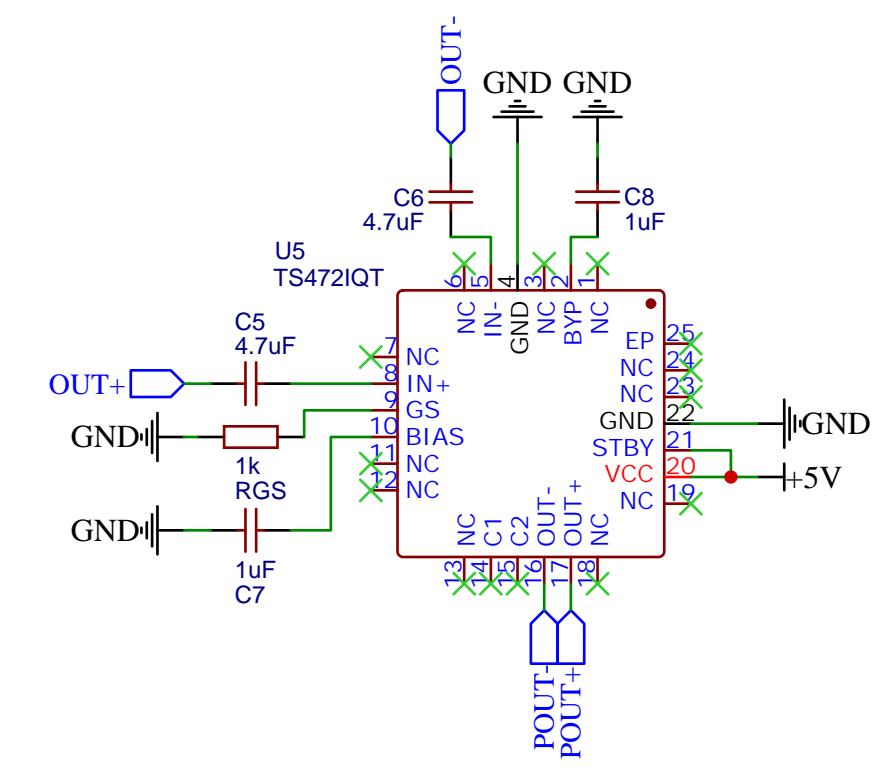 OUT-
GND
GND
C6
4.7uF
C8
1uF
U5
TS472IQT
6
5
4
3
2
1
NC
IN-
GND
NC
BYP
NC
C5
4.7uF
OUT+
7
NC
8
IN+
9
GS
10
BIAS
11
NC
12
NC
GND
1k
RGS
GND
1uF
C7
EP
25
NC
24
NC
23
GND
22
GND
STBY
21
VCC
20
+5V
NC
19
NC
C1
C2
OUT-
OUT+
NC
13
14
15
16
17
18
POUT-
POUT+